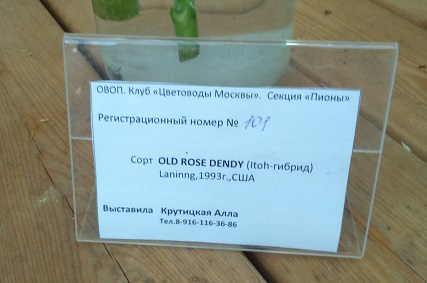 ОВОП. Клуб «Цветоводы Москвы». Секция «Пионы»
Регистрационный номер № 109
Сорт OLD ROSE DENDY (Itoh-гибрид)
Laninng,1993г.,США
Выставила Крутицкая Алла
Тел.8-916-116-36-86